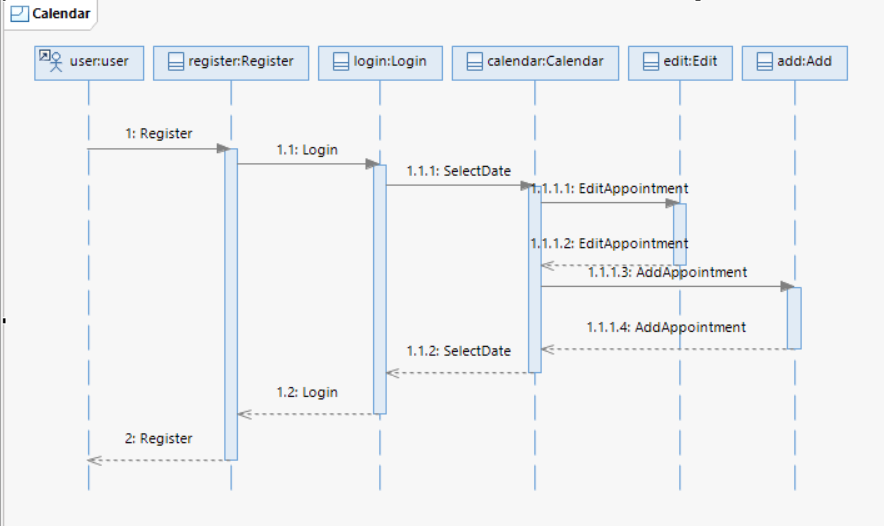 Calendar
user:user
register:Register
login:Login
calendar:Calendar
edit:Edit
add:Add
1: Register
1.1: Login
1.1.1: SelectDate
1.1.1.1: EditAppointment
1.1.1.2: EditAppointment
1.1.1.3: AddAppointment
1.1.1.4: AddAppointment
1.1.2: SelectDate
1.2: Login
2: Register